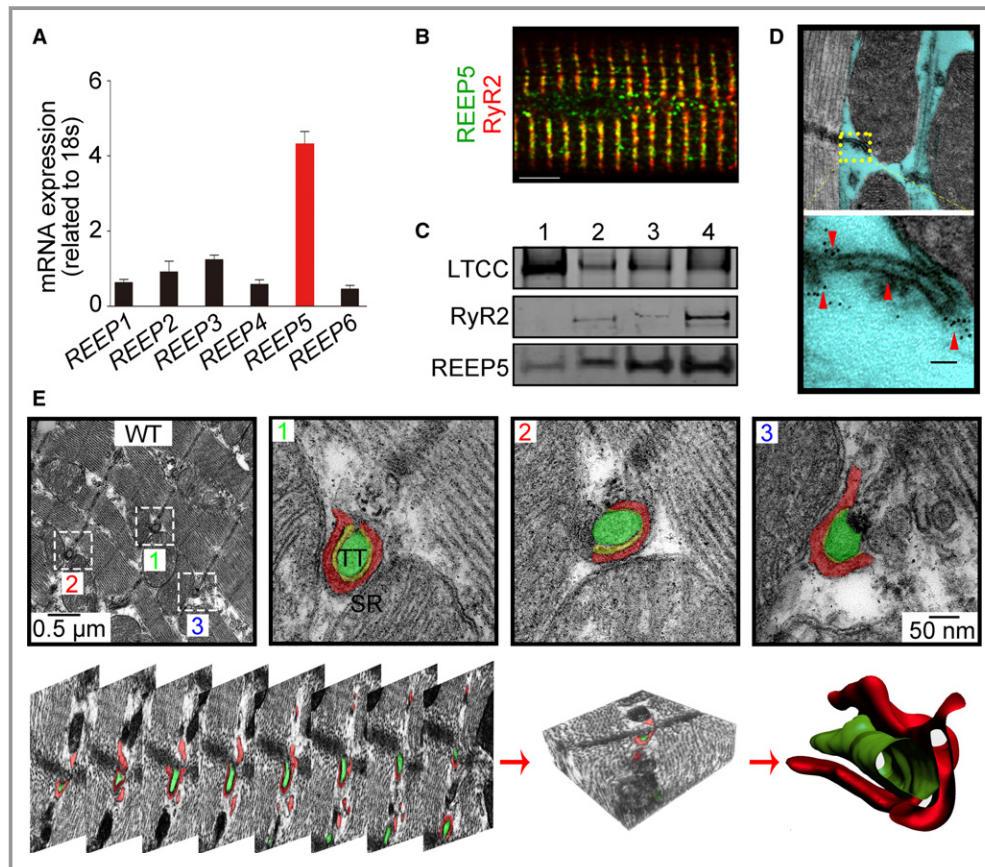 A
mRNA expression
(related to 18s)
6
4
2
0
REEP1
REEP2
REEP3
REEP4
REEP5
REEP6
B
REEP5
RyR2
C
1 2 3 4
LTCC
RyR2
REEP5
D
E
WT
1
2
3
0.5 μm
1
TT
SR
2
3
50 nm